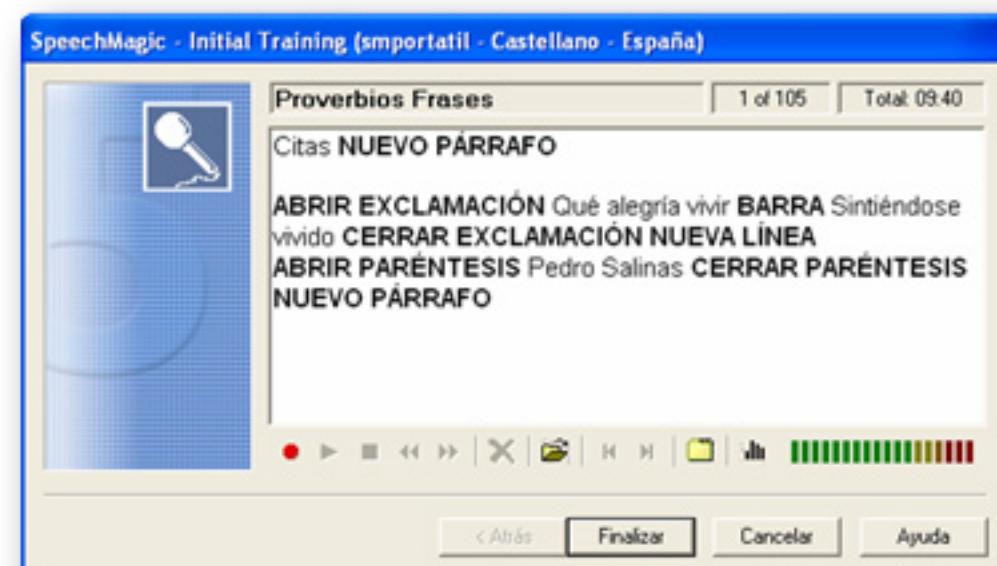 SpeechMagic - Initial Training (smportatil - Castellano - España)
Proverbios Frases
1 of 105
Total: 09:40
Citas NUEVO PÁRRAFO
ABRIR EXCLAMACIÓN Qué alegría vivir BARRA Sintiéndose
vivido CERRAR EXCLAMACIÓN NUEVA LÍNEA
ABRIR PARÉNTESIS Pedro Salinas CERRAR PARÉNTESIS
NUEVO PÁRRAFO
< Atrás
Finalizar
Cancelar
Ayuda